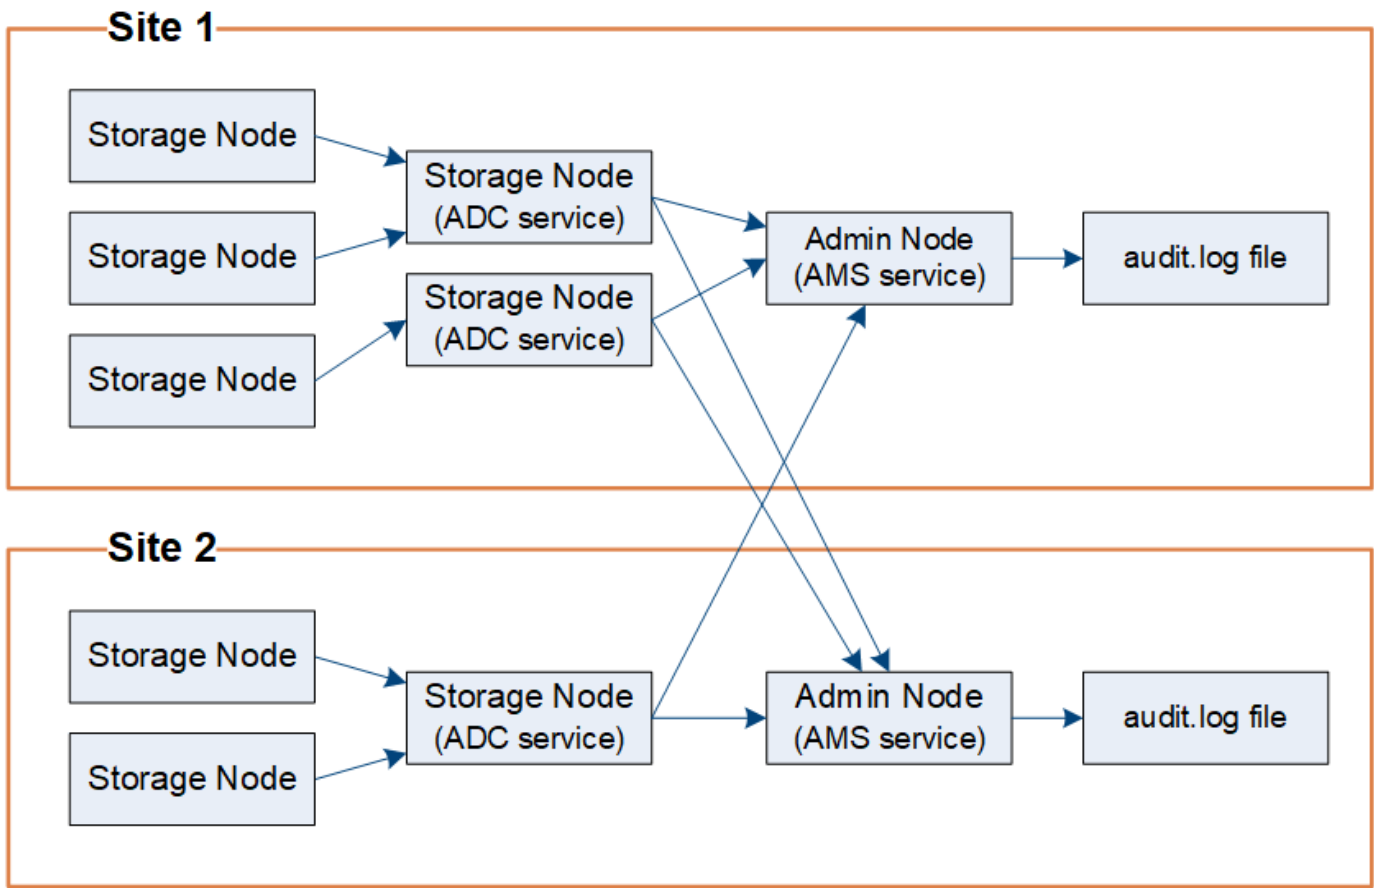 Site 1
Storage Node
Storage Node
Storage Node
Storage Node
(ADC service)
Storage Node
(ADC service)
Admin Node
(AMS service)
audit.log file
Site 2
Storage Node
Storage Node
Storage Node
(ADC service)
Admin Node
(AMS service)
audit.log file